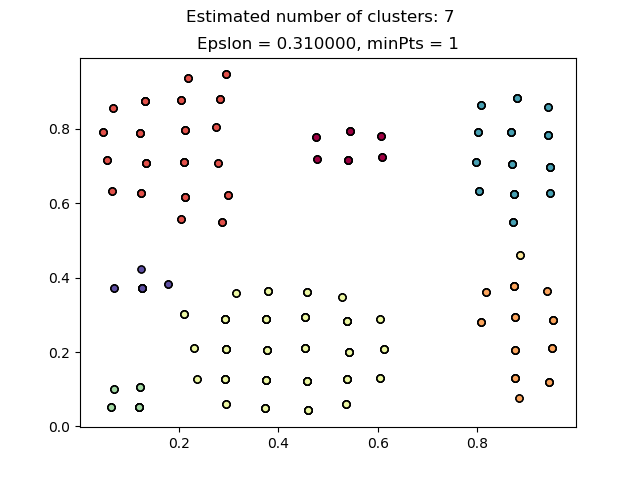 Estimated number of clusters: 7
Epslon = 0.310000, minPts = 1
0.8
0.6
0.4
0.2
0.0
0.2 0.4 0.6 0.8